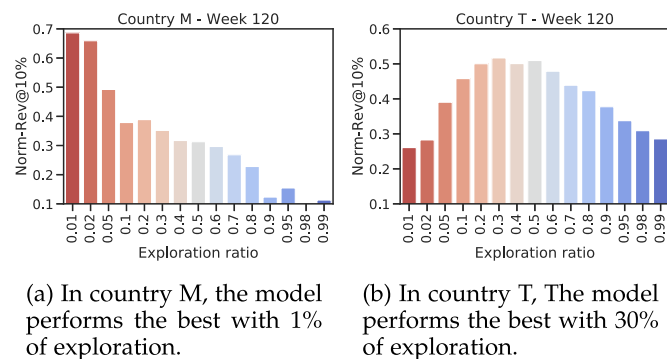 Country M - Week 120
Norm-Rev@10%
0.7
0.6
0.5
0.4
0.3
0.2
0.1
0.01 0.02 0.05 0.1 0.2 0.3 0.4 0.5 0.6 0.7 0.8 0.9 0.95 0.98 0.99
Exploration ratio
(a) In country M, the model
performs the best with 1%
of exploration.
Country T - Week 120
Norm-Rev@10%
0.6
0.5
0.4
0.3
0.2
0.1
0.01 0.02 0.05 0.1 0.2 0.3 0.4 0.5 0.6 0.7 0.8 0.9 0.95 0.98 0.99
Exploration ratio
(b) In country T, The model
performs the best with 30%
of exploration.